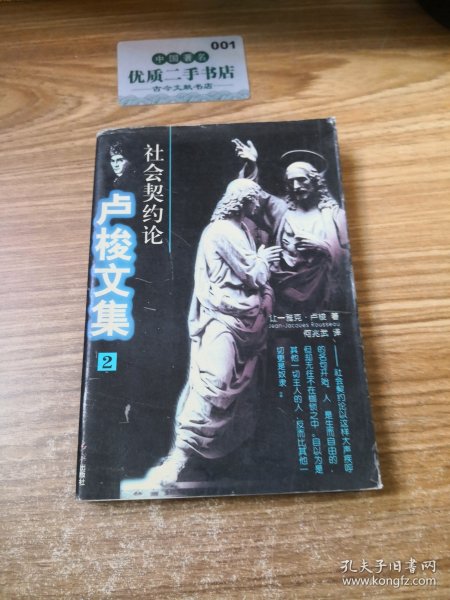 001
中国著名
优质二手书店
古今文献书店
社会契约论
卢梭文集
2
让－雅克·卢梭 著
Jean-Jacques Rousseau
何兆武 译
——社会契约论以这样大声疾呼
的名句开始：人，是生而自由的，
但却无往不在枷锁之中。自以为是
其他一切主人的人，反而比其他一
切更是奴隶。
出版社
孔夫子旧书网
www.kongfz.com